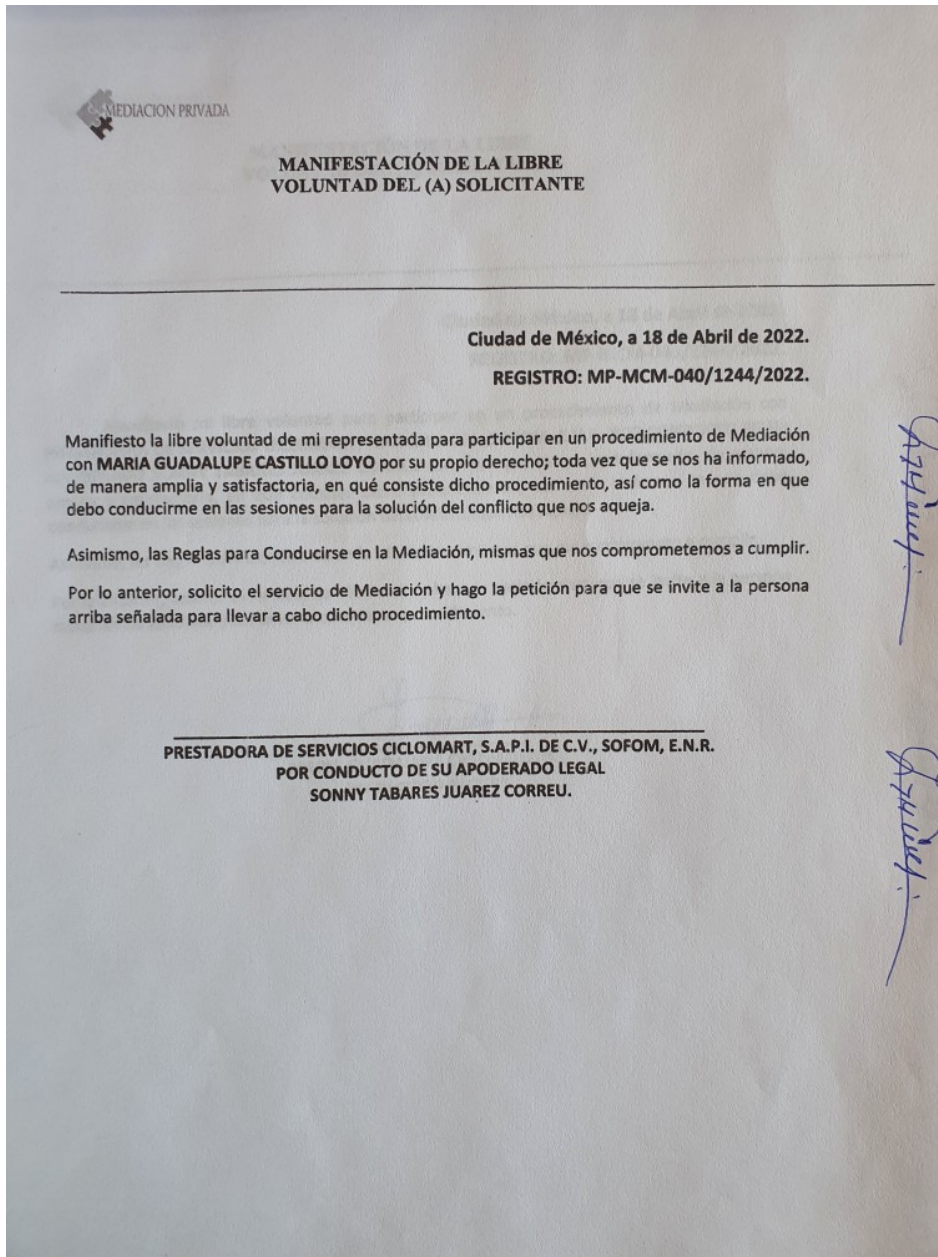 MEDIACION PRIVADA
MANIFESTACIÓN DE LA LIBRE
VOLUNTAD DEL (A) SOLICITANTE
Ciudad de México, a 18 de Abril de 2022.
REGISTRO: MP-MCM-040/1244/2022.
Manifiesto la libre voluntad de mi representada para participar en un procedimiento de Mediación
con MARIA GUADALUPE CASTILLO LOYO por su propio derecho; toda vez que se nos ha informado,
de manera amplia y satisfactoria, en qué consiste dicho procedimiento, así como la forma en que
debo conducirme en las sesiones para la solución del conflicto que nos aqueja.
Asimismo, las Reglas para Conducirse en la Mediación, mismas que nos comprometemos a cumplir.
Por lo anterior, solicito el servicio de Mediación y hago la petición para que se invite a la persona
arriba señalada para llevar a cabo dicho procedimiento.
PRESTADORA DE SERVICIOS CICLOMART, S.A.P.I. DE C.V., SOFOM, E.N.R.
POR CONDUCTO DE SU APODERADO LEGAL
SONNY TABARES JUAREZ CORREU.